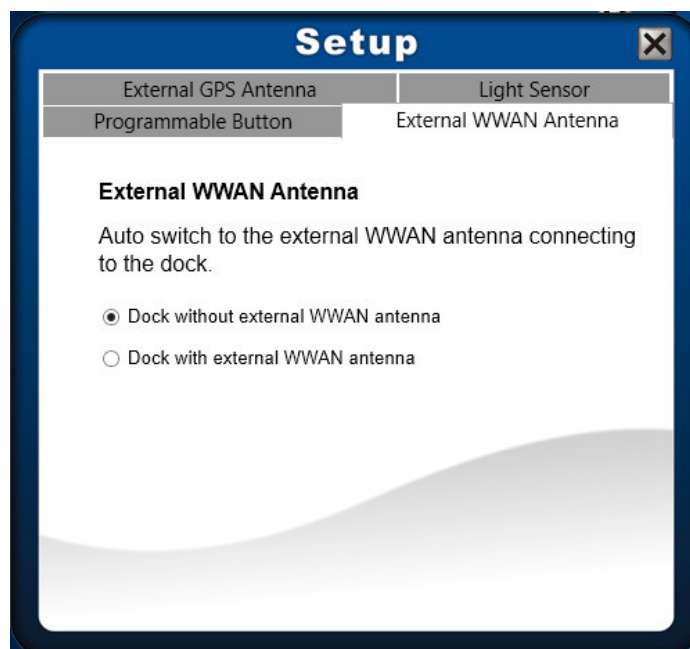 Setup
External GPS Antenna
Light Sensor
Programmable Button
External WWAN Antenna
External WWAN Antenna
Auto switch to the external WWAN antenna connecting
to the dock.
Dock without external WWAN antenna
Dock with external WWAN antenna